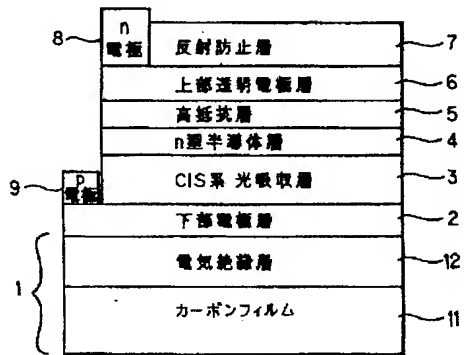 8
n
電極
反射防止層
7
上部透明電極層
6
高抵抗層
5
n型半導体層
4
9
p
電極
CIS系 光吸収層
3
下部電極層
2
1
電気絶縁層
12
カーボンフィルム
11